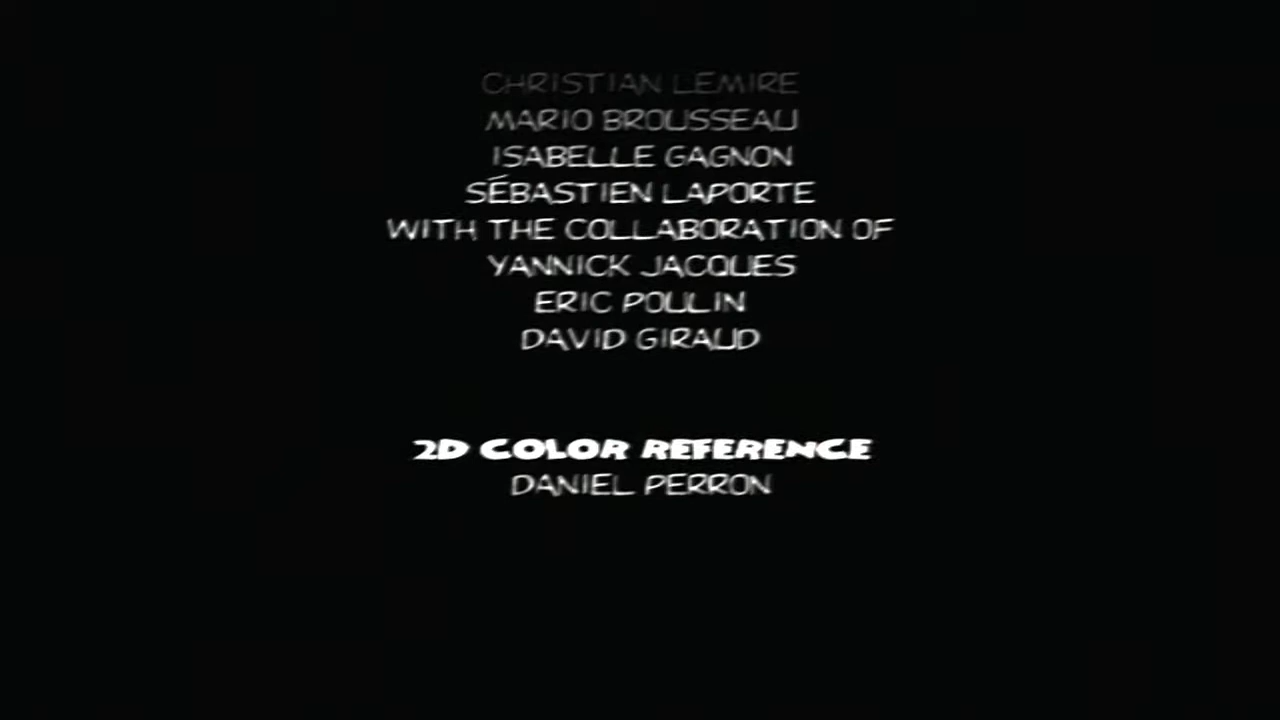 CHRISTIAN LEMIRE
MARIO BROUSSEAU
ISABELLE GAGNON
SÉBASTIEN LAPORTE
WITH THE COLLABORATION OF
YANNICK JACQUES
ERIC POULIN
DAVID GIRAUD
2D COLOR REFERENCE
DANIEL PERRON